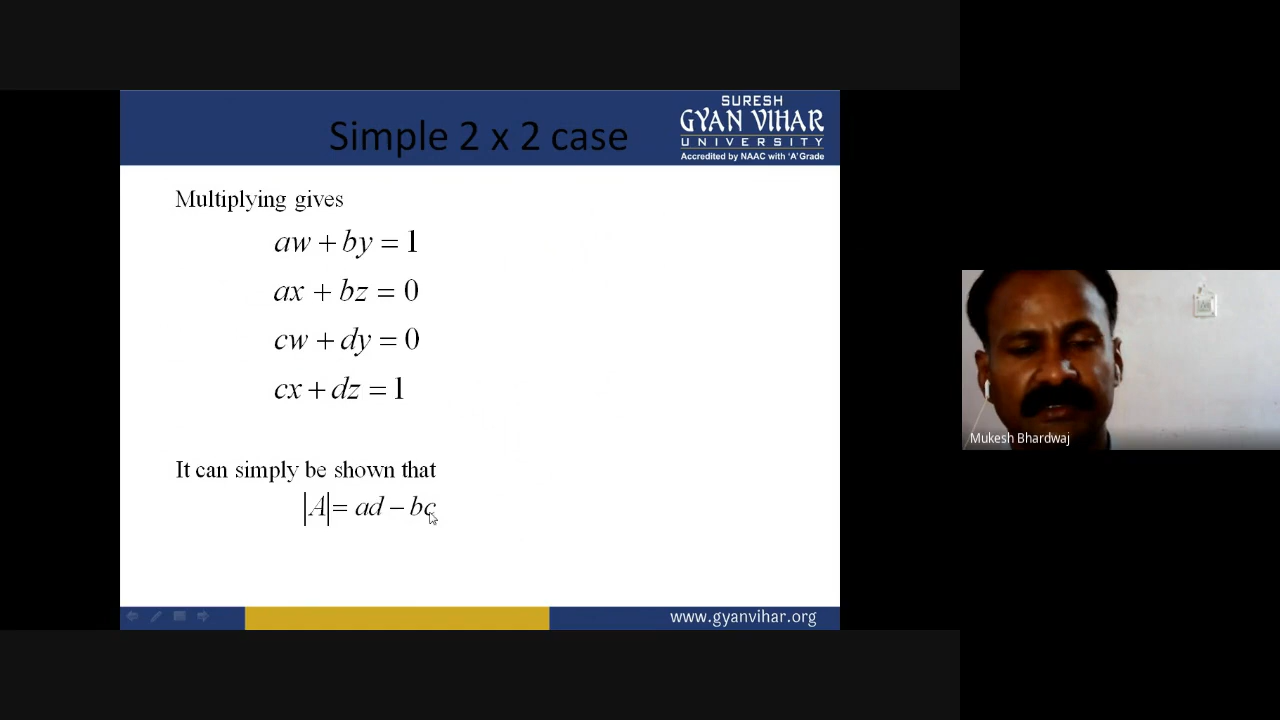 SURESH
GYAN VIHAR
UNIVERSITY
Accredited by NAAC with 'A' Grade
Simple 2 x 2 case
Multiplying gives
aw + by = 1
ax + bz = 0
cw + dy = 0
cx + dz = 1
It can simply be shown that
|A| = ad − bc
www.gyanvihar.org
Mukesh Bhardwaj